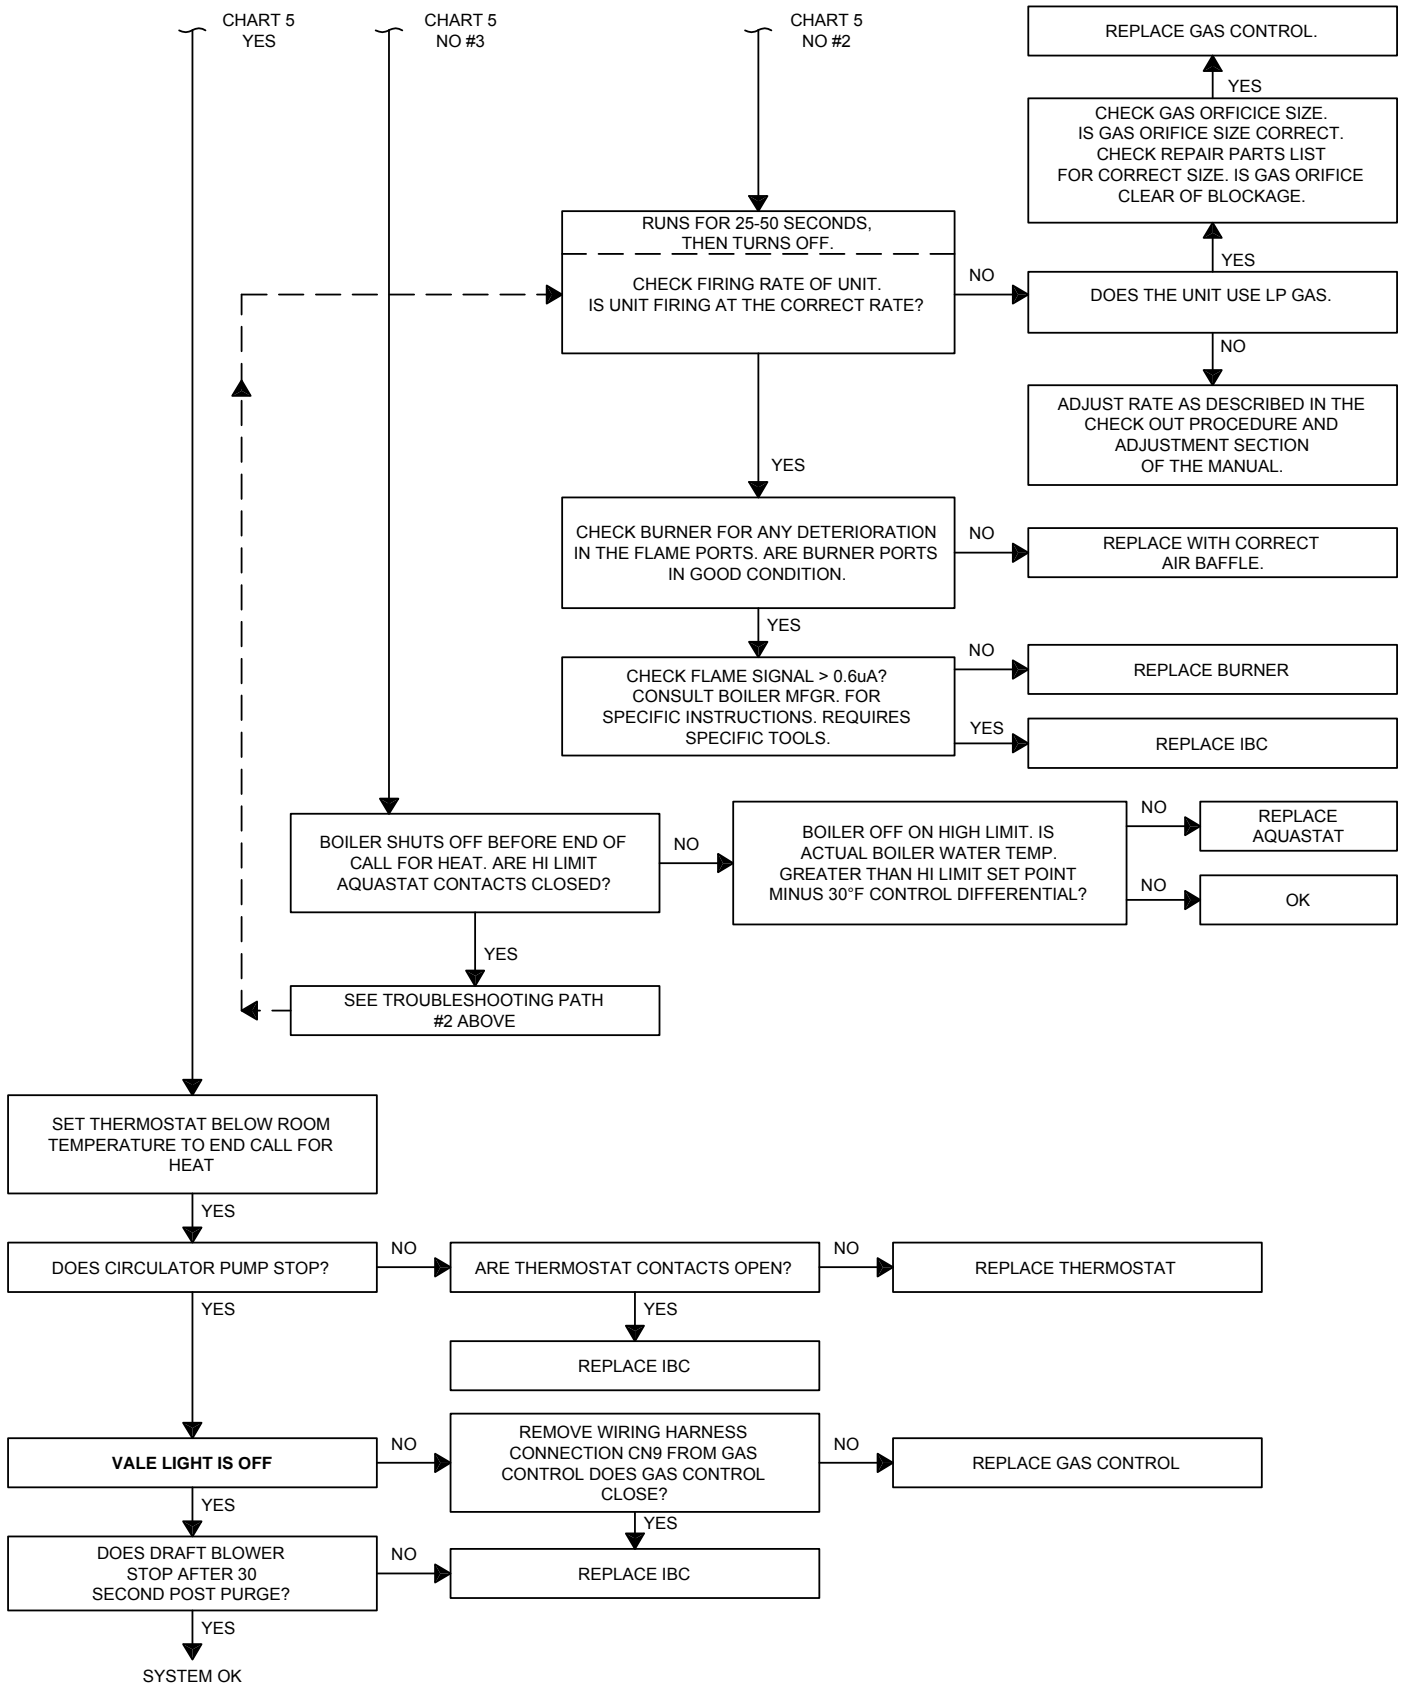 CHART 5
YES
CHART 5
NO #3
CHART 5
NO #2
REPLACE GAS CONTROL.
YES
CHECK GAS ORFICICE SIZE.
IS GAS ORIFICE SIZE CORRECT.
CHECK REPAIR PARTS LIST
FOR CORRECT SIZE. IS GAS ORIFICE
CLEAR OF BLOCKAGE.
YES
RUNS FOR 25-50 SECONDS,
THEN TURNS OFF.
CHECK FIRING RATE OF UNIT.
IS UNIT FIRING AT THE CORRECT RATE?
NO
DOES THE UNIT USE LP GAS.
NO
ADJUST RATE AS DESCRIBED IN THE
CHECK OUT PROCEDURE AND
ADJUSTMENT SECTION
OF THE MANUAL.
YES
CHECK BURNER FOR ANY DETERIORATION
IN THE FLAME PORTS. ARE BURNER PORTS
IN GOOD CONDITION.
NO
REPLACE WITH CORRECT
AIR BAFFLE.
YES
CHECK FLAME SIGNAL > 0.6uA?
CONSULT BOILER MFGR. FOR
SPECIFIC INSTRUCTIONS. REQUIRES
SPECIFIC TOOLS.
NO
REPLACE BURNER
YES
REPLACE IBC
BOILER SHUTS OFF BEFORE END OF
CALL FOR HEAT. ARE HI LIMIT
AQUASTAT CONTACTS CLOSED?
NO
BOILER OFF ON HIGH LIMIT. IS
ACTUAL BOILER WATER TEMP.
GREATER THAN HI LIMIT SET POINT
MINUS 30°F CONTROL DIFFERENTIAL?
NO
REPLACE
AQUASTAT
NO
OK
YES
SEE TROUBLESHOOTING PATH
#2 ABOVE
SET THERMOSTAT BELOW ROOM
TEMPERATURE TO END CALL FOR
HEAT
YES
DOES CIRCULATOR PUMP STOP?
NO
ARE THERMOSTAT CONTACTS OPEN?
NO
REPLACE THERMOSTAT
YES
YES
REPLACE IBC
VALE LIGHT IS OFF
NO
REMOVE WIRING HARNESS
CONNECTION CN9 FROM GAS
CONTROL DOES GAS CONTROL
CLOSE?
NO
REPLACE GAS CONTROL
YES
YES
DOES DRAFT BLOWER
STOP AFTER 30
SECOND POST PURGE?
NO
REPLACE IBC
YES
SYSTEM OK